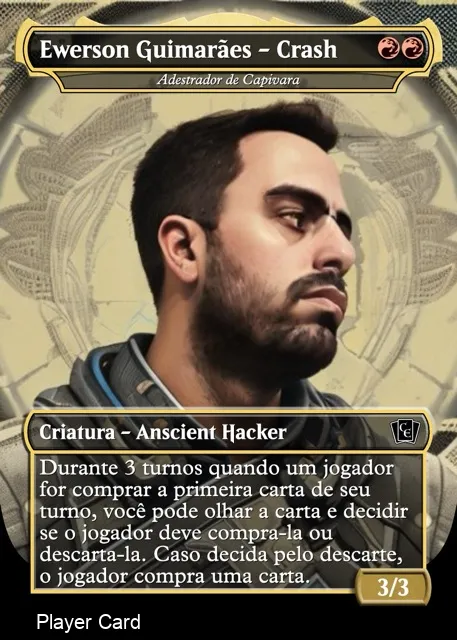 Ewerson Guimarães – Crash
Adestrador de Capivara
Criatura – Anscient Hacker
CE
Durante 3 turnos quando um jogador
for comprar a primeira carta de seu
turno, você pode olhar a carta e decidir
se o jogador deve compra-la ou
descarta-la. Caso decida pelo descarte,
o jogador compra uma carta.
3/3
Player Card